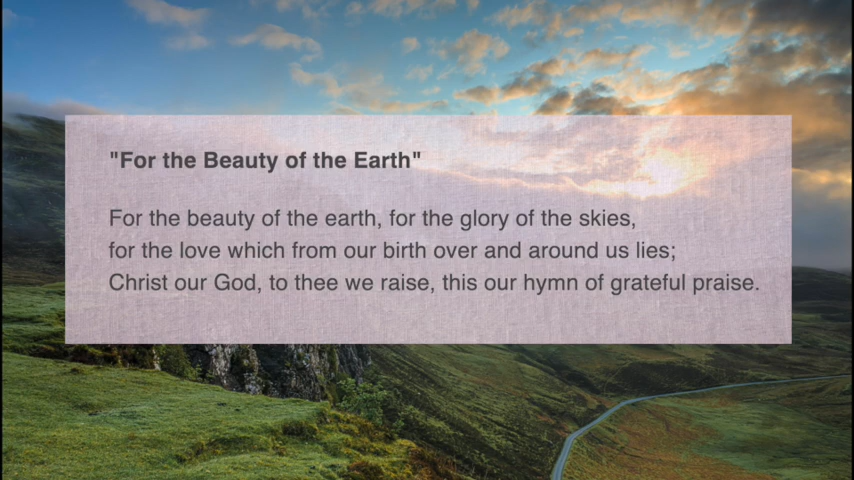 "For the Beauty of the Earth"
For the beauty of the earth, for the glory of the skies,
for the love which from our birth over and around us lies;
Christ our God, to thee we raise, this our hymn of grateful praise.